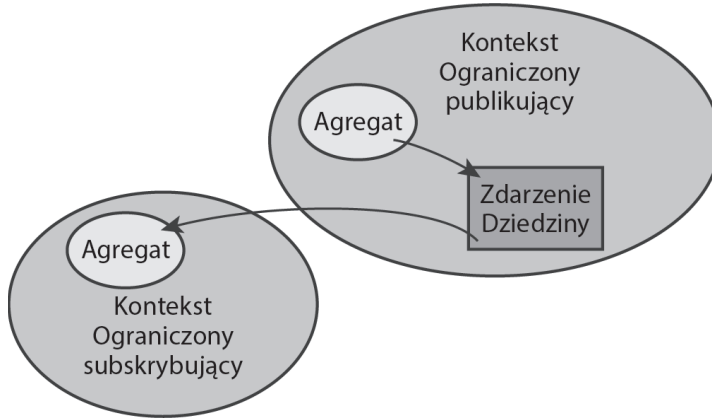 Kontekst
Ograniczony
publikujący
Agregat
Zdarzenie
Dziedziny
Agregat
Kontekst
Ograniczony
subskrybujący